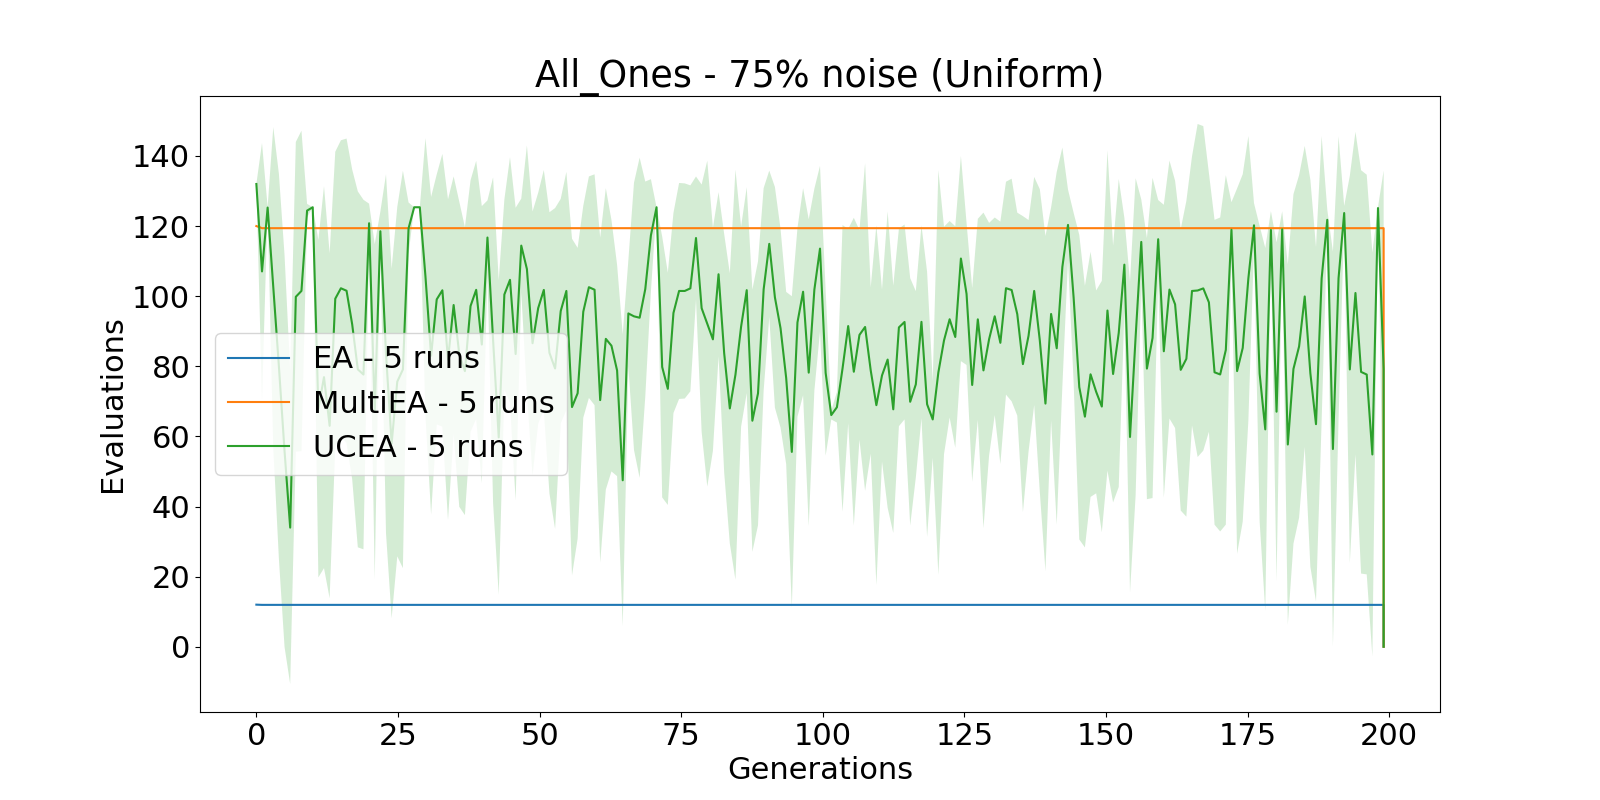 All_Ones - 75% noise (Uniform)
Evaluations
140
120
100
80
60
40
20
0
EA - 5 runs
MultiEA - 5 runs
UCEA - 5 runs
0 25 50 75 100 125 150 175 200
Generations